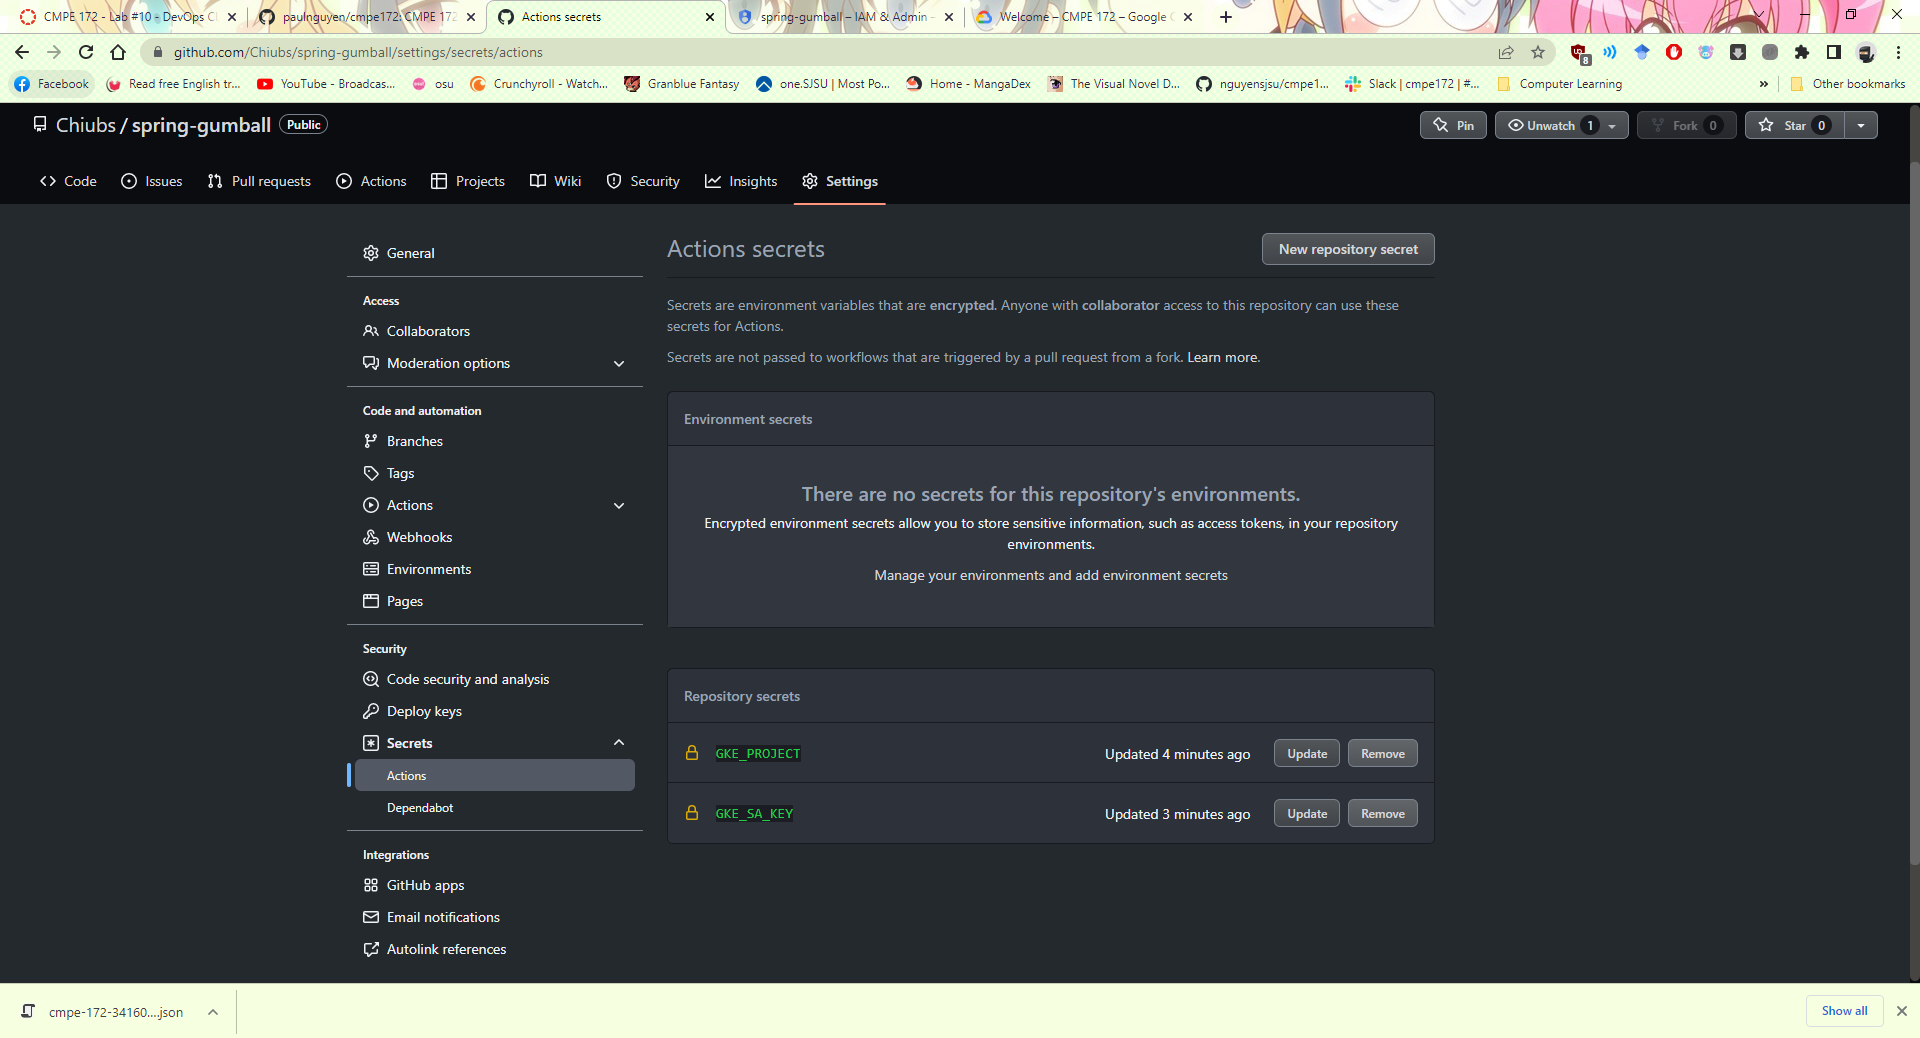 CMPE 172 - Lab #10 - DevOps CI
paulnguyen/cmpe172: CMPE 172
Actions secrets
spring-gumball – IAM & Admin –
Welcome – CMPE 172 – Google C
github.com/Chiubs/spring-gumball/settings/secrets/actions
8
Facebook
Read free English tr...
YouTube - Broadcas...
osu
Crunchyroll - Watch...
Granblue Fantasy
one.SJSU | Most Po...
Home - MangaDex
The Visual Novel D...
nguyensjsu/cmpe1...
Slack | cmpe172 | #...
Computer Learning
»
Other bookmarks
Chiubs / spring-gumball Public
Pin
Unwatch 1
Fork 0
Star 0
Code
Issues
Pull requests
Actions
Projects
Wiki
Security
Insights
Settings
General
Access
Collaborators
Moderation options
Code and automation
Branches
Tags
Actions
Webhooks
Environments
Pages
Security
Code security and analysis
Deploy keys
Secrets
Actions
Dependabot
Integrations
GitHub apps
Email notifications
Autolink references
Actions secrets
New repository secret
Secrets are environment variables that are encrypted. Anyone with collaborator access to this repository can use these
secrets for Actions.
Secrets are not passed to workflows that are triggered by a pull request from a fork. Learn more.
Environment secrets
There are no secrets for this repository's environments.
Encrypted environment secrets allow you to store sensitive information, such as access tokens, in your repository
environments.
Manage your environments and add environment secrets
Repository secrets
GKE_PROJECT
Updated 4 minutes ago
Update
Remove
GKE_SA_KEY
Updated 3 minutes ago
Update
Remove
cmpe-172-34160....json
Show all